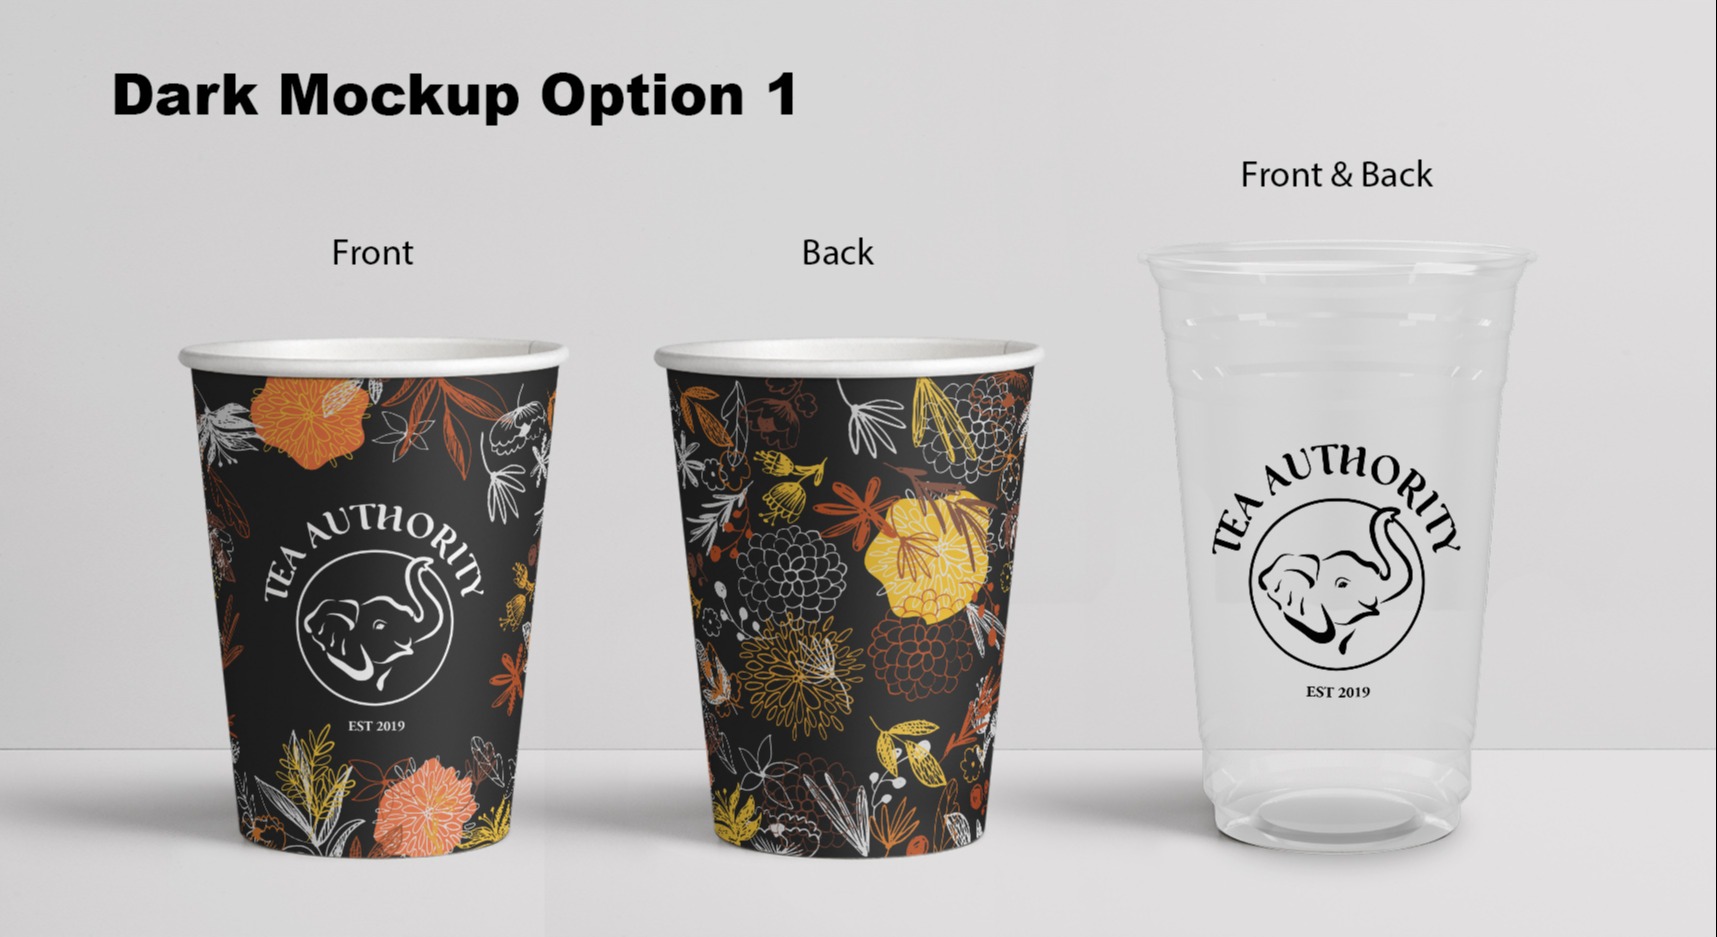 Dark Mockup Option 1
Front
Back
Front & Back
TEA AUTHORITY
EST 2019
TEA AUTHORITY
EST 2019